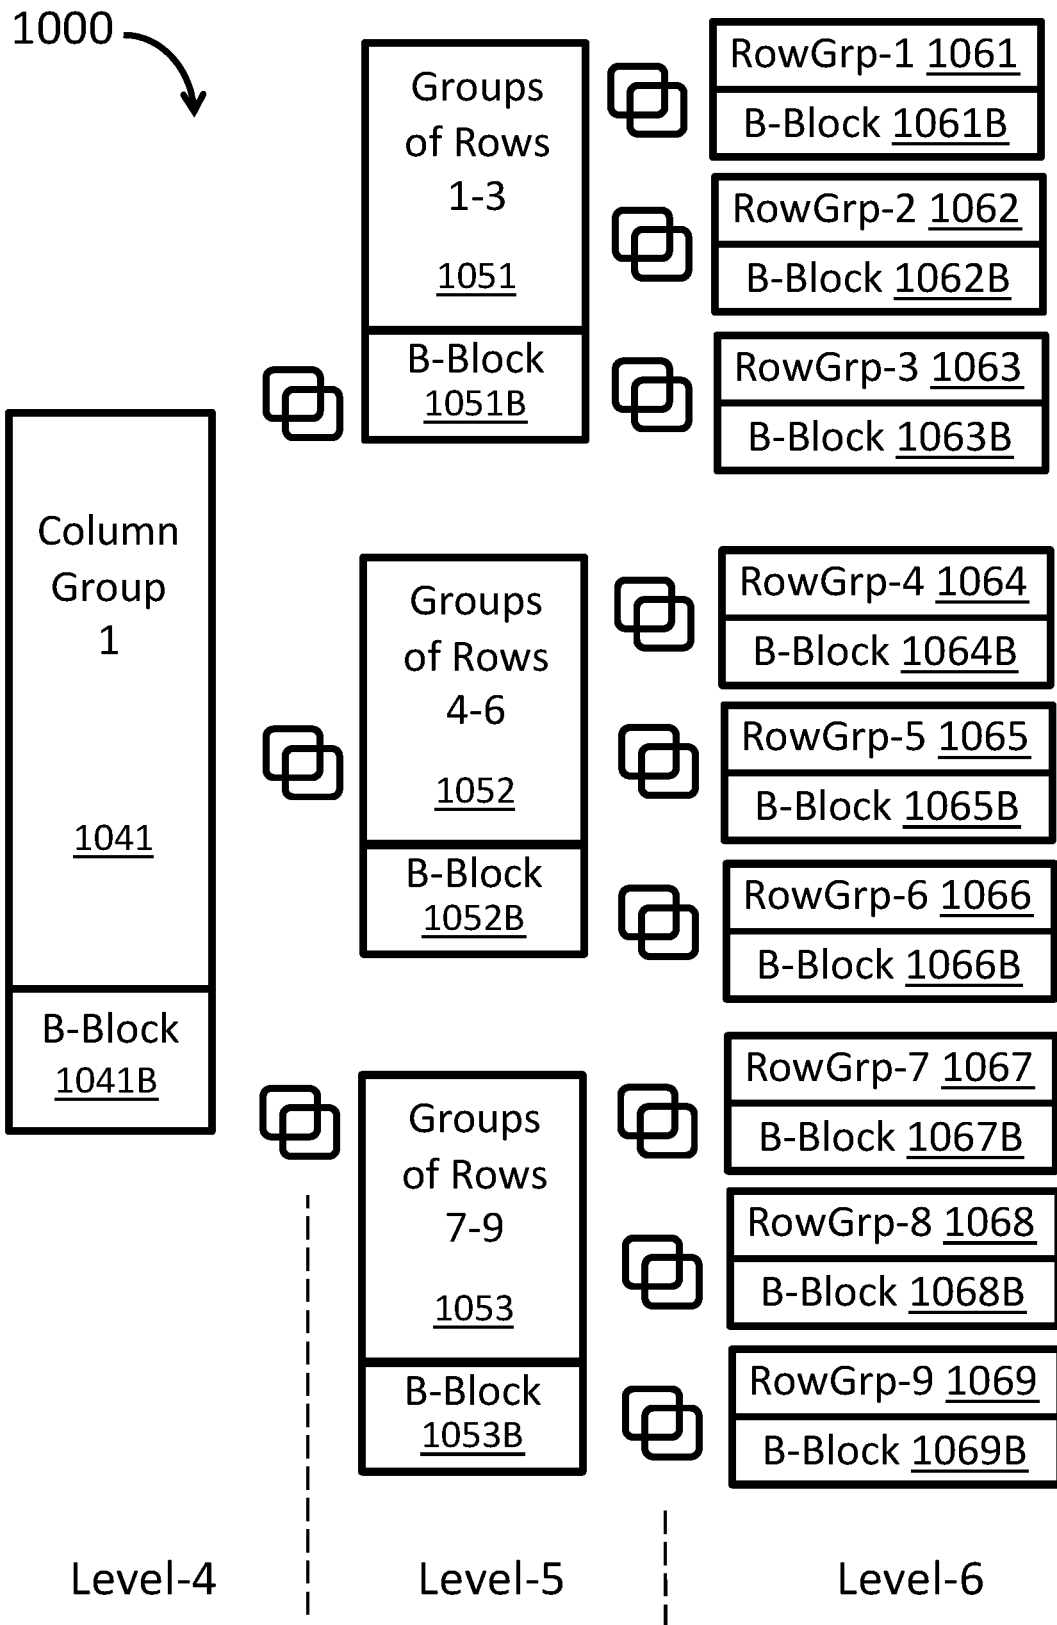 1000
Column
Group
1
1041
B-Block
1041B
Groups
of Rows
1-3
1051
B-Block
1051B
Groups
of Rows
4-6
1052
B-Block
1052B
Groups
of Rows
7-9
1053
B-Block
1053B
RowGrp-1 1061
B-Block 1061B
RowGrp-2 1062
B-Block 1062B
RowGrp-3 1063
B-Block 1063B
RowGrp-4 1064
B-Block 1064B
RowGrp-5 1065
B-Block 1065B
RowGrp-6 1066
B-Block 1066B
RowGrp-7 1067
B-Block 1067B
RowGrp-8 1068
B-Block 1068B
RowGrp-9 1069
B-Block 1069B
Level-4
Level-5
Level-6